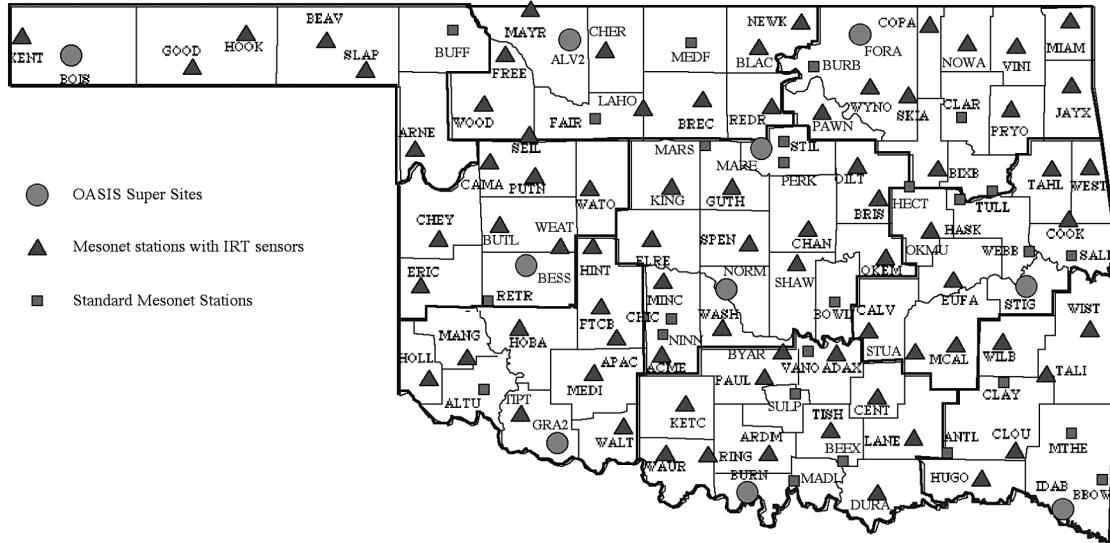 BEAV
MAYR
NEWK
COPA
KENT
HOOK
CHER
BOIS
GOOD
SLAP
BUFF
FREE
ALV2
MEDF
BLAC
BURB
FORA
NOWA
VINI
MIAM
WOOD
LAHO
FAIR
BREC
REDR
PAWN
WYNO
SKIA
CLAR
PRYO
JAYX
ARNE
SEIL
MARS
MARE
STIL
CAMA
PUTN
WATO
KING
GUTH
PERK
OILT
BIXB
TAHL
WEST
OASIS Super Sites
CHEY
BUTL
WEAT
BRIS
HECT
TULL
Mesonet stations with IRT sensors
ELRE
SPEN
CHAN
OKMU
HASK
WEBB
COOK
SALL
ERIC
BESS
HINT
NORM
SHAW
OKEM
Standard Mesonet Stations
RETR
MINC
WASH
BOWL
CALV
EUFA
STIG
WIST
MANG
HOBA
FTCB
CHIC
NINN
BYAR
VANO
ADAX
STUA
MCAL
WILB
HOLL
APAC
ACME
PAUL
TALI
ALTU
TIPT
MEDI
SULP
CENT
CLAY
GRA2
WALT
KETC
ARDM
TISH
BEEX
LANE
ANTL
CLOU
MTHE
WAUR
RING
BURN
MADI
DURA
HUGO
IDAB
BBOW